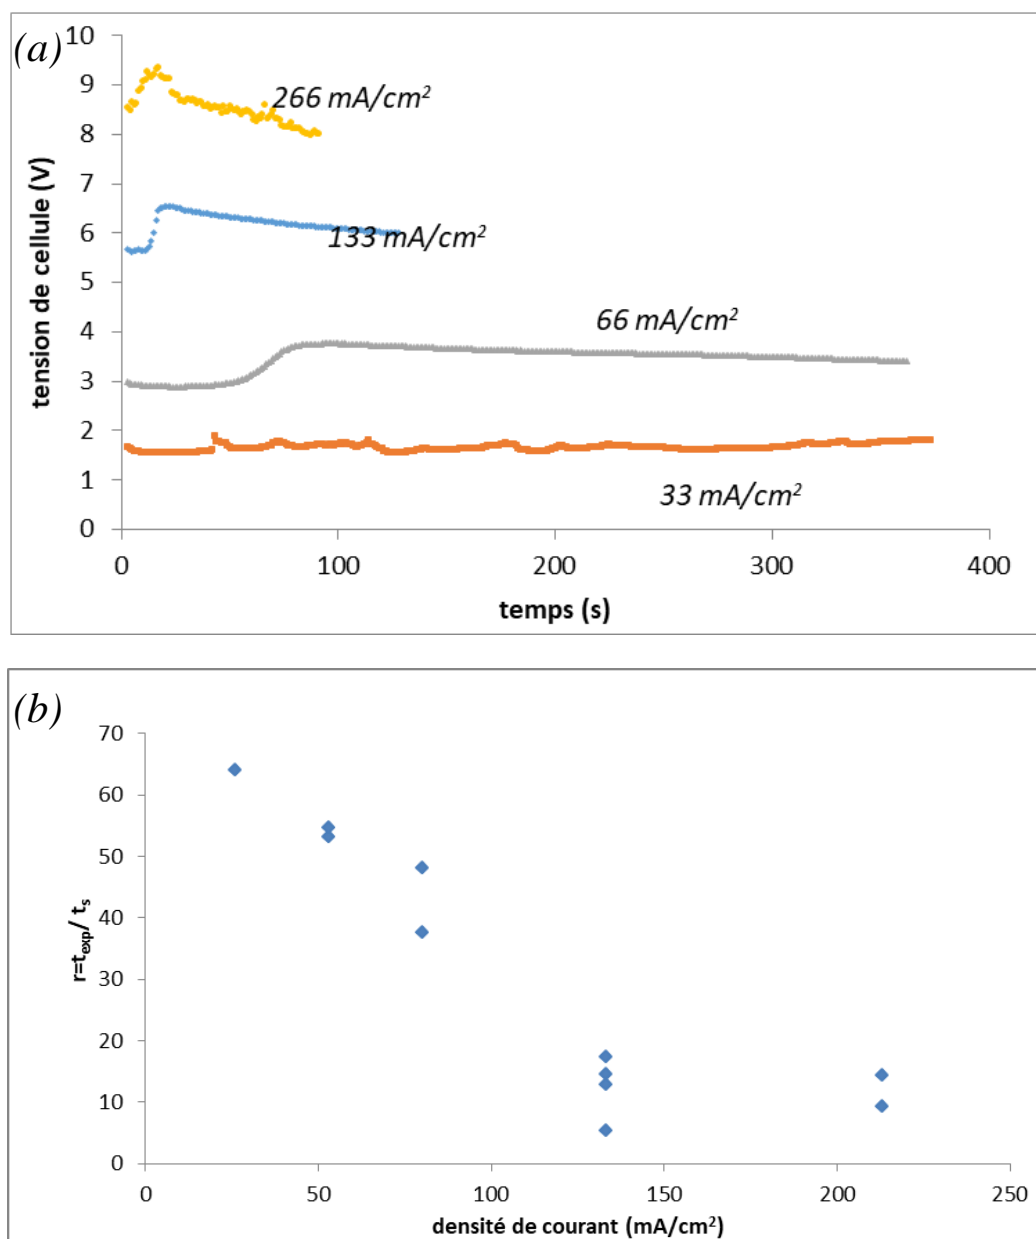 (a)
10
9
8
7
6
5
4
3
2
1
0
tension de cellule (V)
266 mA/cm²
133 mA/cm²
66 mA/cm²
33 mA/cm²
0 100 200 300 400
temps (s)
(b)
70
60
50
40
30
20
10
0
r=t_exp/ t_s
0 50 100 150 200 250
densité de courant (mA/cm²)